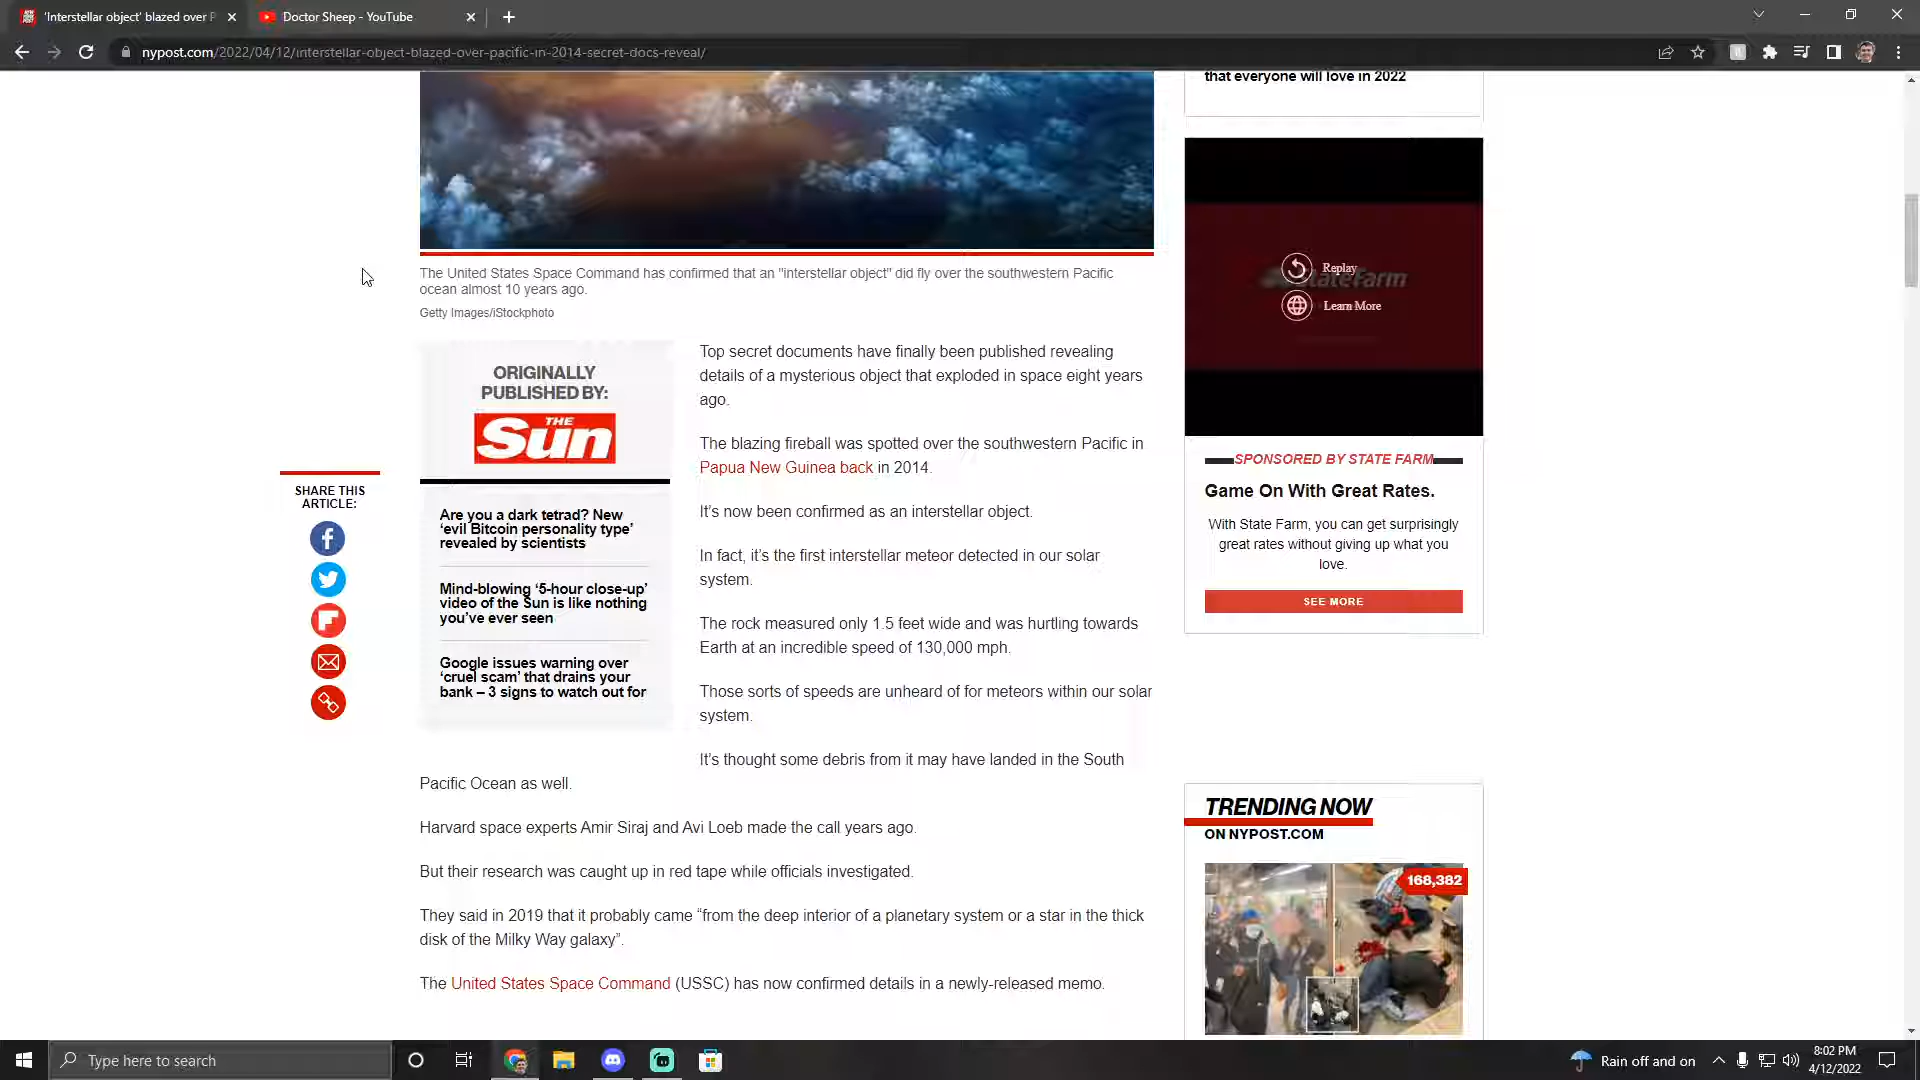 'Interstellar object' blazed over P
Doctor Sheep - YouTube
nypost.com/2022/04/12/interstellar-object-blazed-over-pacific-in-2014-secret-docs-reveal/
that everyone will love in 2022
The United States Space Command has confirmed that an "interstellar object" did fly over the southwestern Pacific
ocean almost 10 years ago.
Getty Images/iStockphoto
ORIGINALLY
PUBLISHED BY:
THE
Sun
Are you a dark tetrad? New
‘evil Bitcoin personality type’
revealed by scientists
Mind-blowing ‘5-hour close-up’
video of the Sun is like nothing
you’ve ever seen
Google issues warning over
‘cruel scam’ that drains your
bank – 3 signs to watch out for
SHARE THIS
ARTICLE:
Top secret documents have finally been published revealing
details of a mysterious object that exploded in space eight years
ago.
The blazing fireball was spotted over the southwestern Pacific in
Papua New Guinea back in 2014.
It’s now been confirmed as an interstellar object.
In fact, it’s the first interstellar meteor detected in our solar
system.
The rock measured only 1.5 feet wide and was hurtling towards
Earth at an incredible speed of 130,000 mph.
Those sorts of speeds are unheard of for meteors within our solar
system.
It’s thought some debris from it may have landed in the South
Pacific Ocean as well.
Harvard space experts Amir Siraj and Avi Loeb made the call years ago.
But their research was caught up in red tape while officials investigated.
They said in 2019 that it probably came “from the deep interior of a planetary system or a star in the thick
disk of the Milky Way galaxy”.
The United States Space Command (USSC) has now confirmed details in a newly-released memo.
StateFarm
Replay
Learn More
SPONSORED BY STATE FARM
Game On With Great Rates.
With State Farm, you can get surprisingly
great rates without giving up what you
love.
SEE MORE
TRENDING NOW
ON NYPOST.COM
168,382
Type here to search
Rain off and on
8:02 PM
4/12/2022